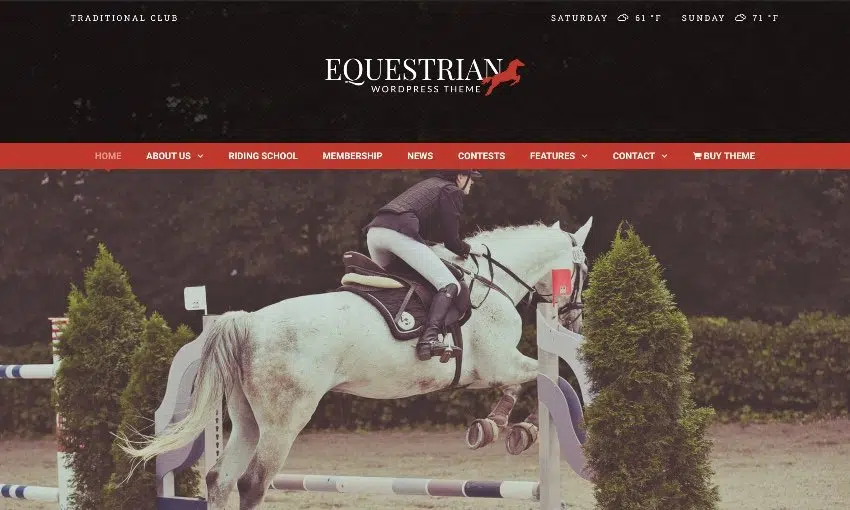 TRADITIONAL CLUB
SATURDAY 61 °F SUNDAY 71 °F
EQUESTRIAN
WORDPRESS THEME
HOME ABOUT US RIDING SCHOOL MEMBERSHIP NEWS CONTESTS FEATURES CONTACT BUY THEME